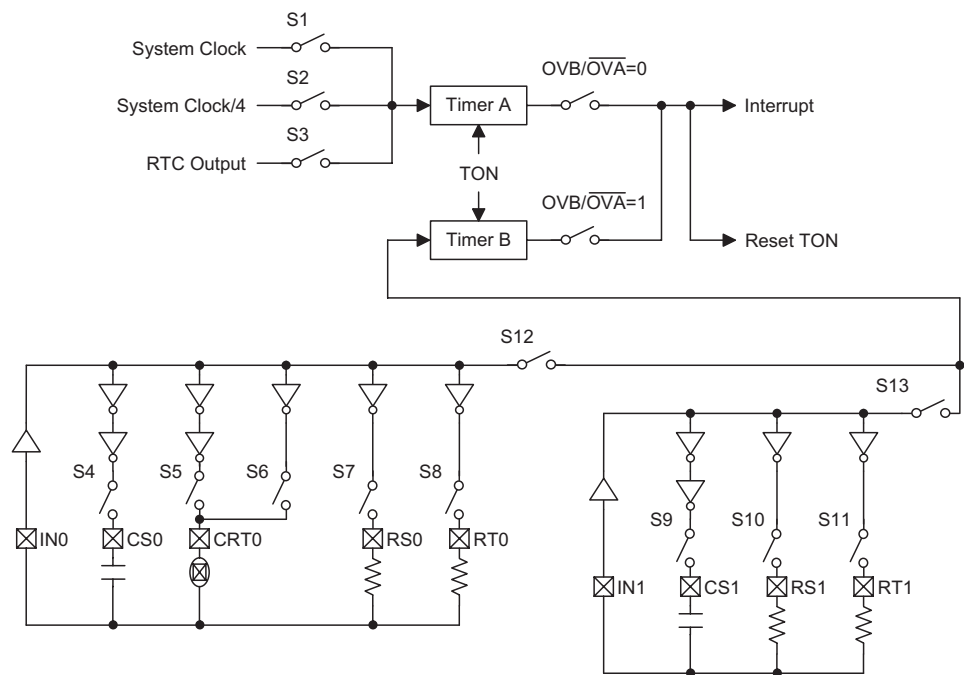 S1
System Clock
OVB/OVA=0
S2
System Clock/4
Timer A
Interrupt
S3
RTC Output
TON
OVB/OVA=1
Timer B
Reset TON
S12
S13
S4
S5
S6
S7
S8
S9
S10
S11
IN0
CS0
CRT0
RS0
RT0
IN1
CS1
RS1
RT1